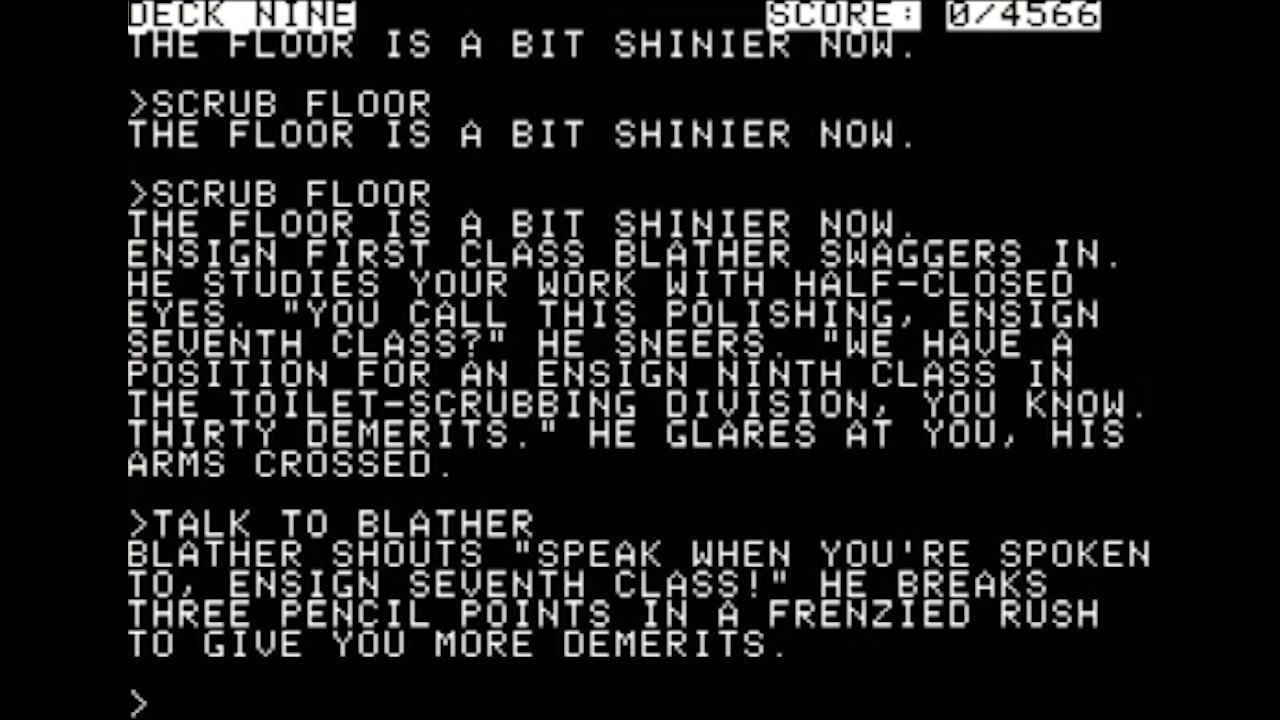 DECK NINE SCORE: 0/4566
THE FLOOR IS A BIT SHINIER NOW.
>SCRUB FLOOR
THE FLOOR IS A BIT SHINIER NOW.
>SCRUB FLOOR
THE FLOOR IS A BIT SHINIER NOW.
ENSIGN FIRST CLASS BLATHER SWAGGERS IN.
HE STUDIES YOUR WORK WITH HALF-CLOSED
EYES. "YOU CALL THIS POLISHING, ENSIGN
SEVENTH CLASS?" HE SNEERS. "WE HAVE A
POSITION FOR AN ENSIGN NINTH CLASS IN
THE TOILET-SCRUBBING DIVISION, YOU KNOW.
THIRTY DEMERITS." HE GLARES AT YOU, HIS
ARMS CROSSED.
>TALK TO BLATHER
BLATHER SHOUTS "SPEAK WHEN YOU'RE SPOKEN
TO, ENSIGN SEVENTH CLASS!" HE BREAKS
THREE PENCIL POINTS IN A FRENZIED RUSH
TO GIVE YOU MORE DEMERITS.
>